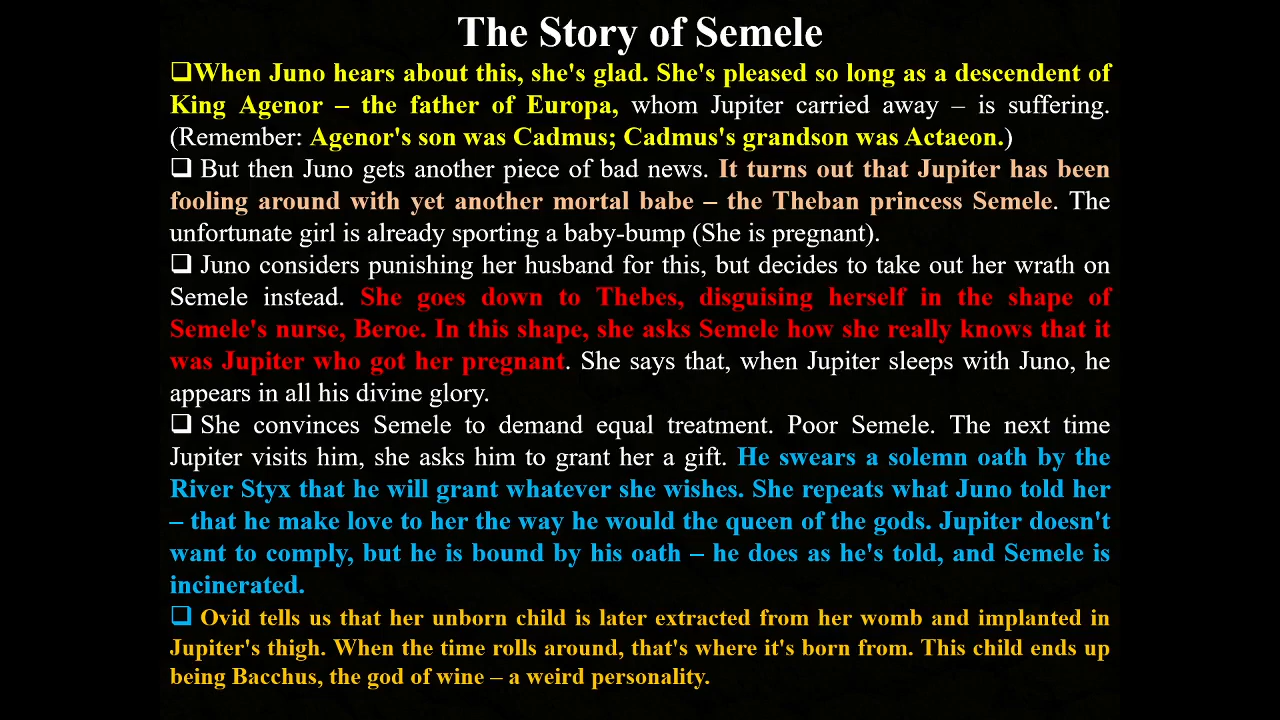 The Story of Semele
❑When Juno hears about this, she's glad. She's pleased so long as a descendent of
King Agenor – the father of Europa, whom Jupiter carried away – is suffering.
(Remember: Agenor's son was Cadmus; Cadmus's grandson was Actaeon.)
❑ But then Juno gets another piece of bad news. It turns out that Jupiter has been
fooling around with yet another mortal babe – the Theban princess Semele. The
unfortunate girl is already sporting a baby-bump (She is pregnant).
❑ Juno considers punishing her husband for this, but decides to take out her wrath on
Semele instead. She goes down to Thebes, disguising herself in the shape of
Semele's nurse, Beroe. In this shape, she asks Semele how she really knows that it
was Jupiter who got her pregnant. She says that, when Jupiter sleeps with Juno, he
appears in all his divine glory.
❑ She convinces Semele to demand equal treatment. Poor Semele. The next time
Jupiter visits him, she asks him to grant her a gift. He swears a solemn oath by the
River Styx that he will grant whatever she wishes. She repeats what Juno told her
– that he make love to her the way he would the queen of the gods. Jupiter doesn't
want to comply, but he is bound by his oath – he does as he's told, and Semele is
incinerated.
❑ Ovid tells us that her unborn child is later extracted from her womb and implanted in
Jupiter's thigh. When the time rolls around, that's where it's born from. This child ends up
being Bacchus, the god of wine – a weird personality.